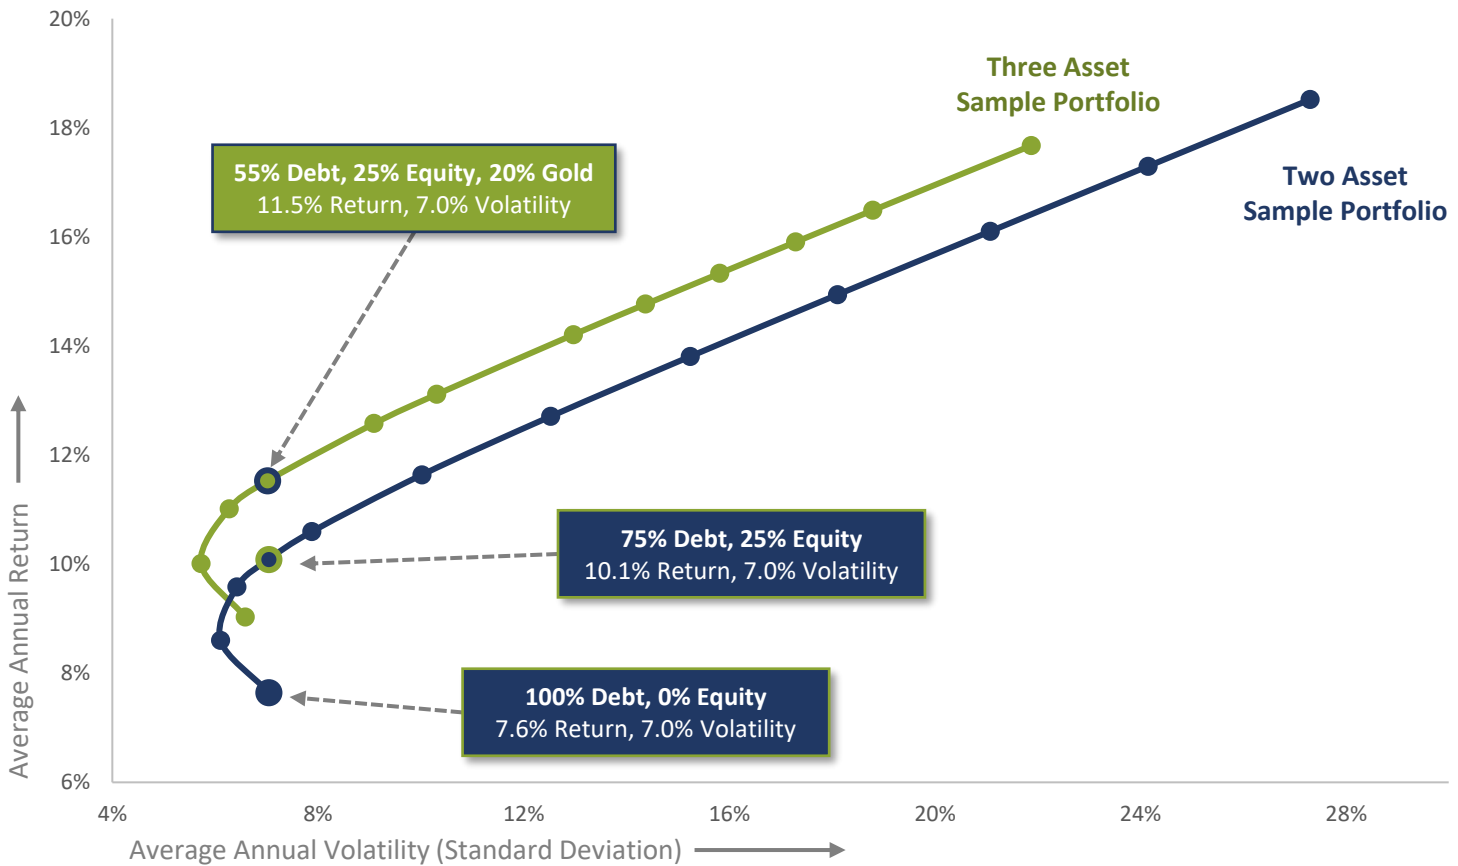 20%
Three Asset
Sample Portfolio
18%
55% Debt, 25% Equity, 20% Gold
11.5% Return, 7.0% Volatility
Two Asset
Sample Portfolio
16%
14%
12%
75% Debt, 25% Equity
10.1% Return, 7.0% Volatility
10%
8%
100% Debt, 0% Equity
7.6% Return, 7.0% Volatility
6%
Average Annual Return
4% 8% 12% 16% 20% 24% 28%
Average Annual Volatility (Standard Deviation)